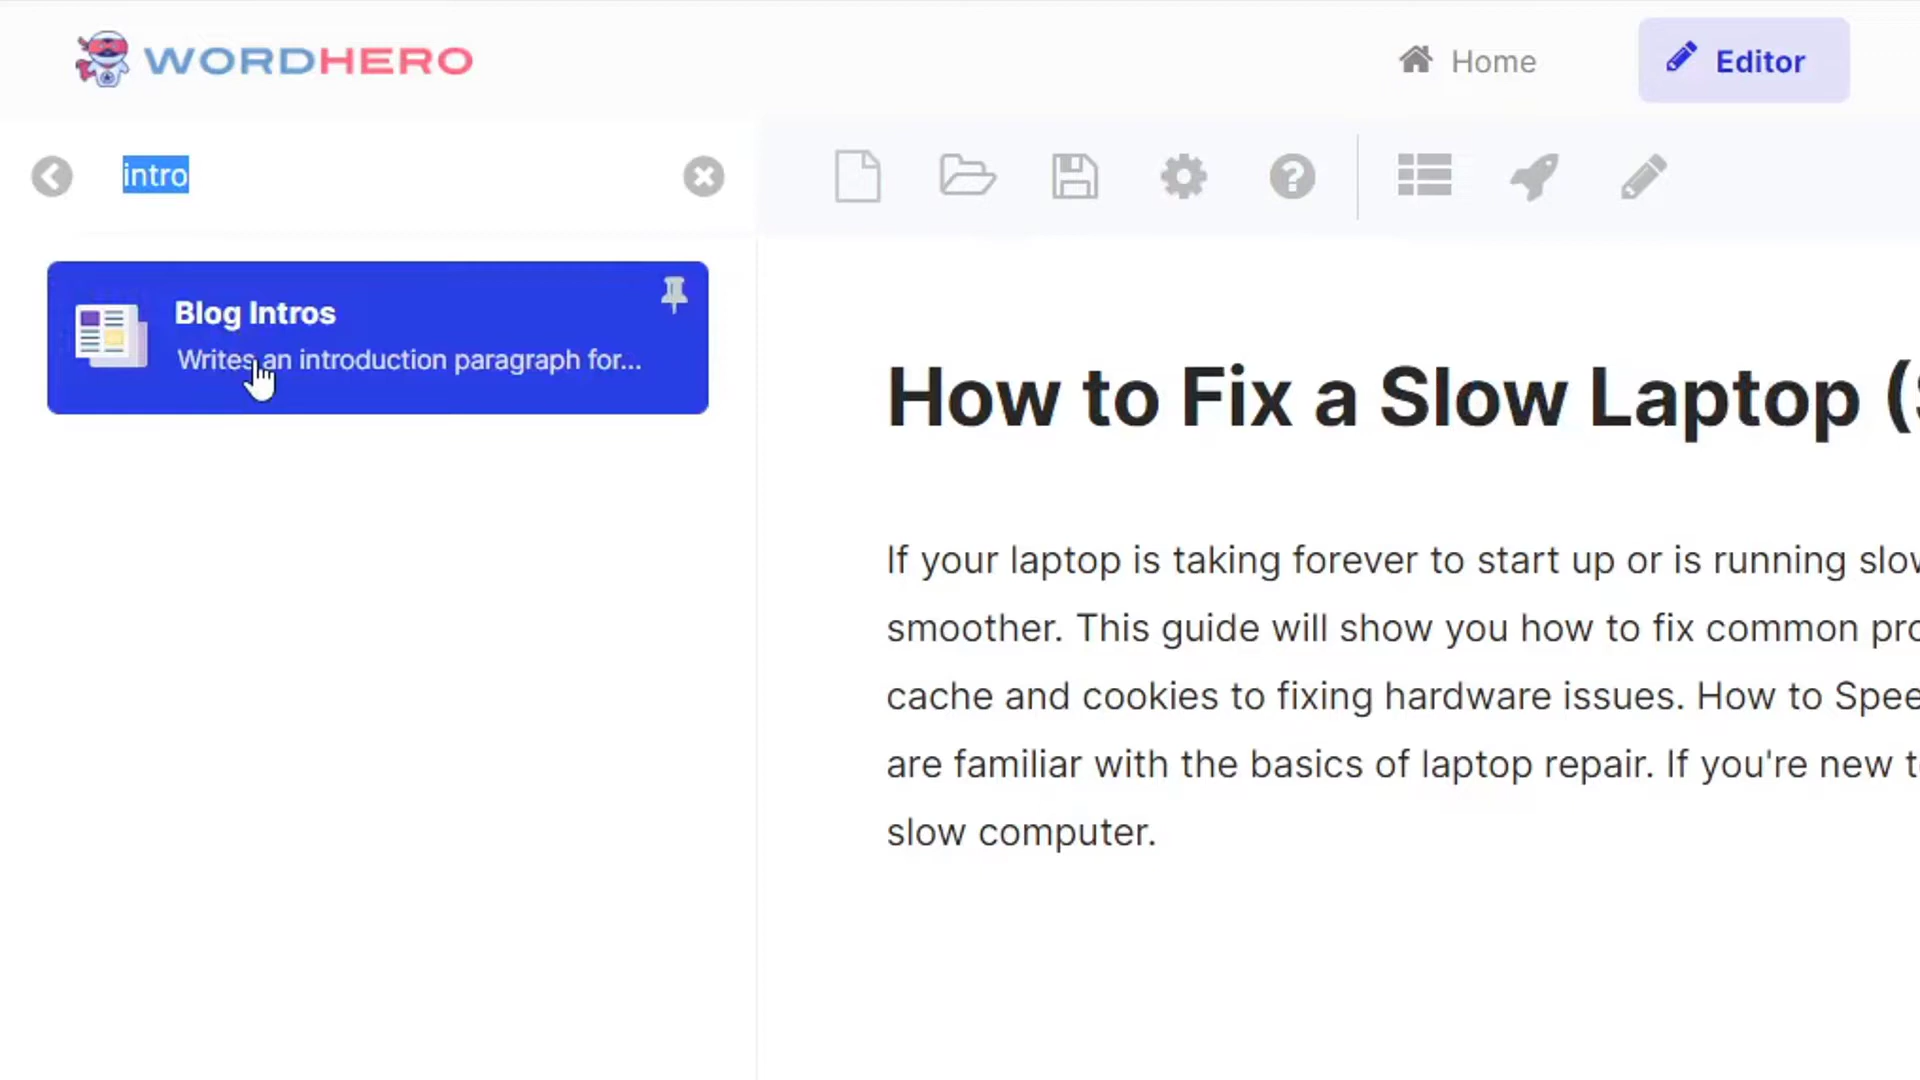 WORDHERO
Home
Editor
intro
Blog Intros
Writes an introduction paragraph for...
How to Fix a Slow Laptop (
If your laptop is taking forever to start up or is running slow
smoother. This guide will show you how to fix common pro
cache and cookies to fixing hardware issues. How to Spee
are familiar with the basics of laptop repair. If you're new t
slow computer.